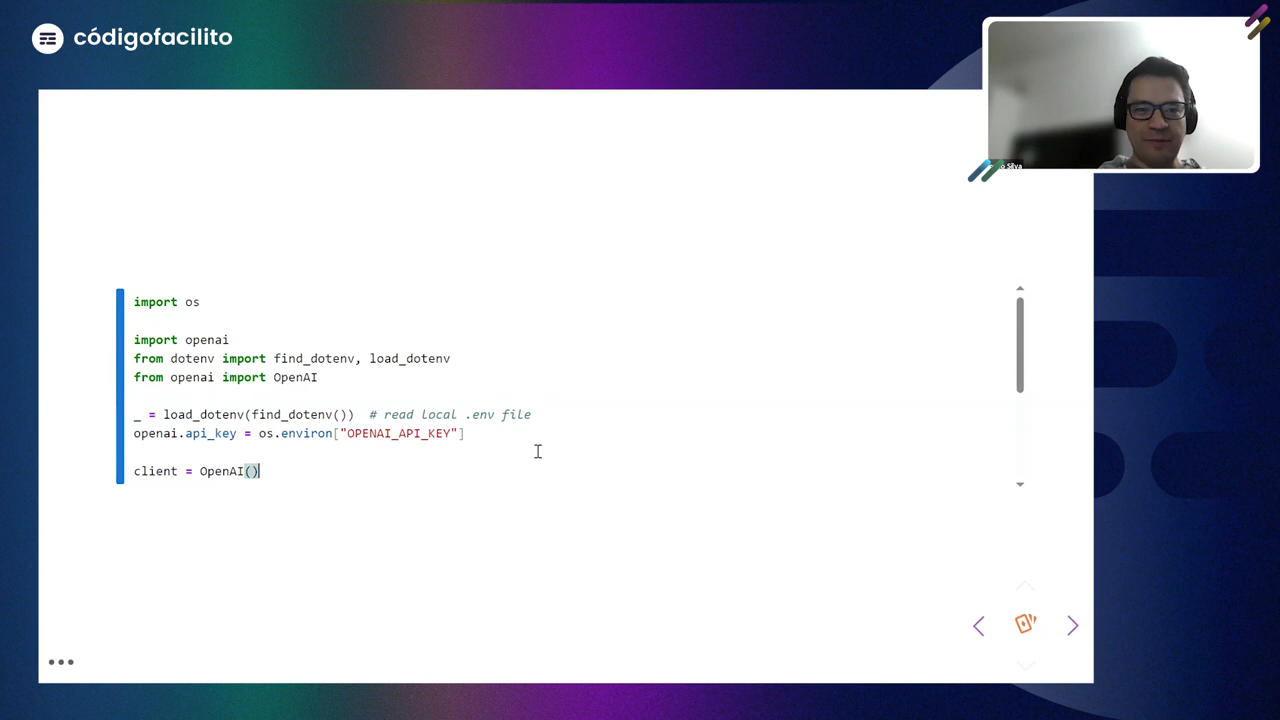 códigofacilito
Silva
import os
import openai
from dotenv import find_dotenv, load_dotenv
from openai import OpenAI
_ = load_dotenv(find_dotenv())  # read local .env file
openai.api_key = os.environ["OPENAI_API_KEY"]
client = OpenAI()